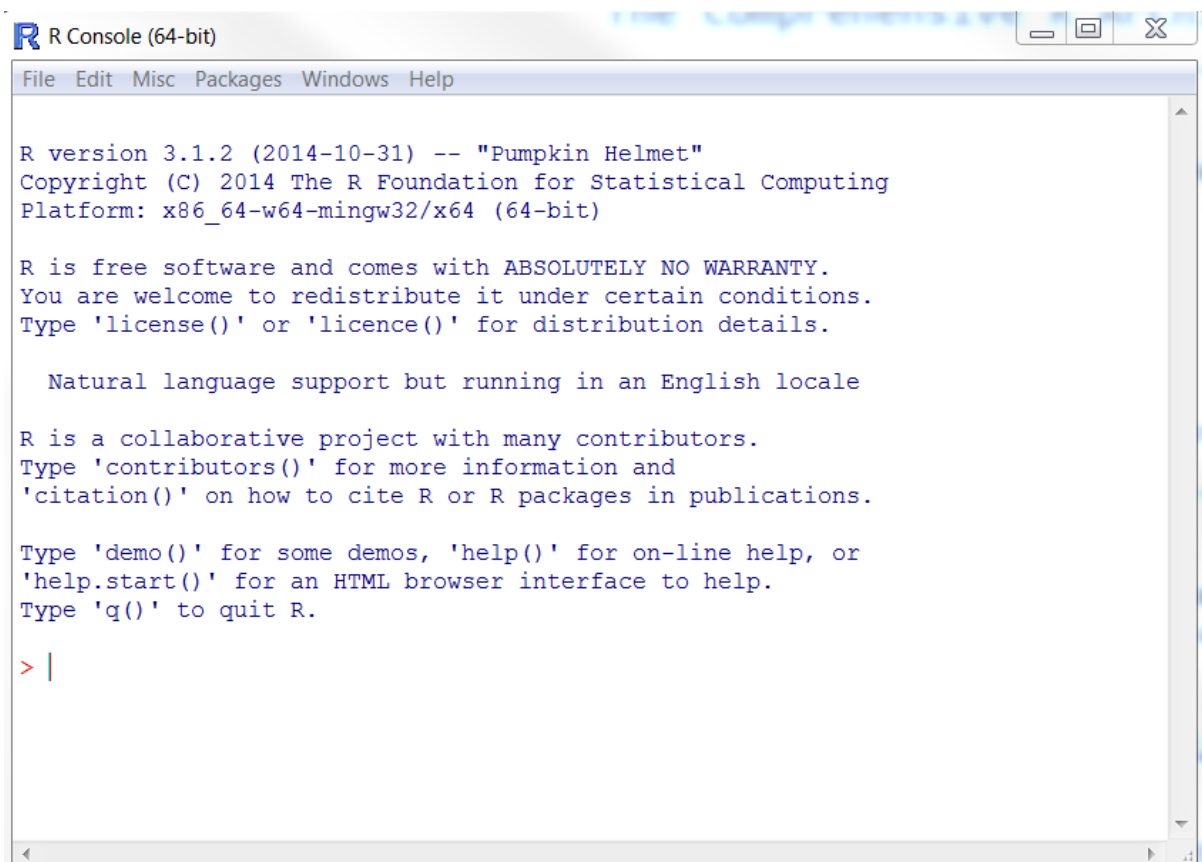 The Comprehensive R
R Console (64-bit)
File Edit Misc Packages Windows Help
R version 3.1.2 (2014-10-31) -- "Pumpkin Helmet"
Copyright (C) 2014 The R Foundation for Statistical Computing
Platform: x86_64-w64-mingw32/x64 (64-bit)
R is free software and comes with ABSOLUTELY NO WARRANTY.
You are welcome to redistribute it under certain conditions.
Type 'license()' or 'licence()' for distribution details.
Natural language support but running in an English locale
R is a collaborative project with many contributors.
Type 'contributors()' for more information and
'citation()' on how to cite R or R packages in publications.
Type 'demo()' for some demos, 'help()' for on-line help, or
'help.start()' for an HTML browser interface to help.
Type 'q()' to quit R.
>